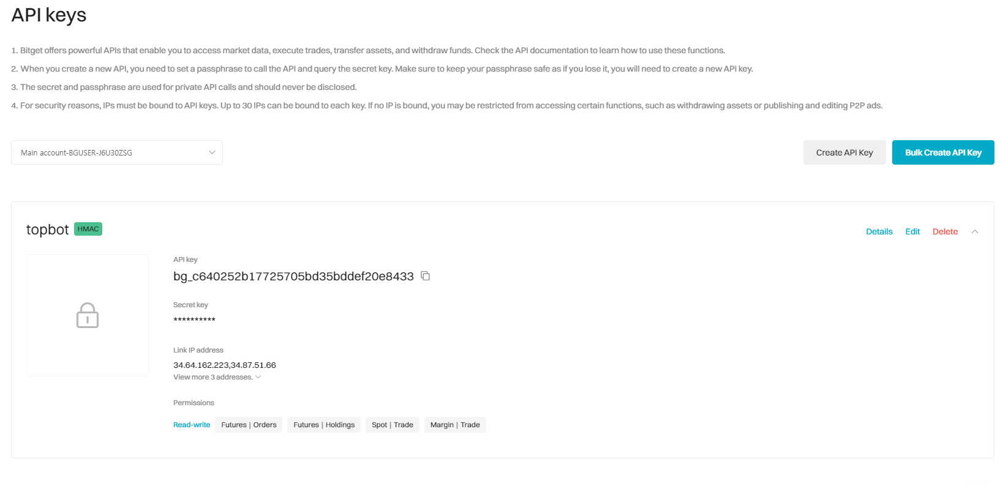 API keys
1. Bitget offers powerful APIs that enable you to access market data, execute trades, transfer assets, and withdraw funds. Check the API documentation to learn how to use these functions.
2. When you create a new API, you need to set a passphrase to call the API and query the secret key. Make sure to keep your passphrase safe as if you lose it, you will need to create a new API key.
3. The secret and passphrase are used for private API calls and should never be disclosed.
4. For security reasons, IPs must be bound to API keys. Up to 30 IPs can be bound to each key. If no IP is bound, you may be restricted from accessing certain functions, such as withdrawing assets or publishing and editing P2P ads.
Main account-BGUSER-J6U30ZSG
Create API Key
Bulk Create API Key
topbot HMAC
Details Edit Delete
API key
bg_c640252b17725705bd35bddef20e8433
Secret key
**********
Link IP address
34.64.162.223,34.87.51.66
View more 3 addresses.
Permissions
Read-write Futures | Orders Futures | Holdings Spot | Trade Margin | Trade